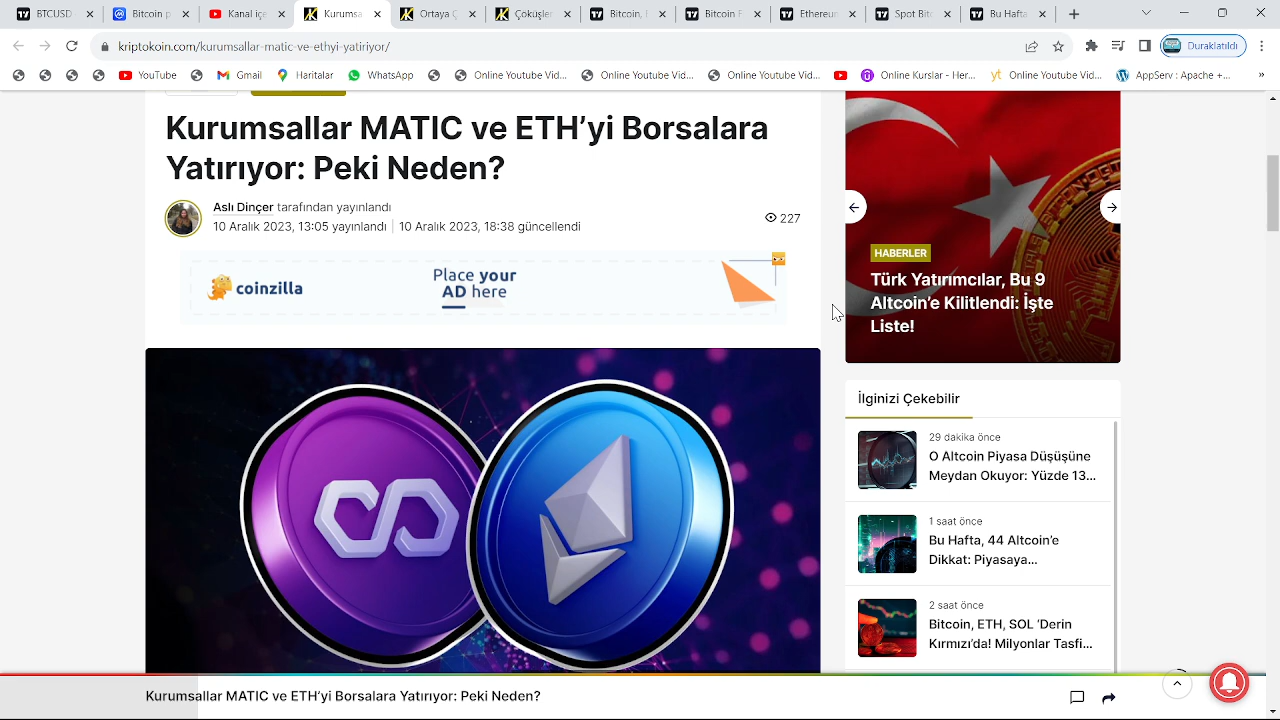 BTCUSD
Bitcoin p
Kanal içe
Kurumsa
Ortaya Ç
Çöküşle
Bitcoin,
Bitcoin F
Ethereur
Spot Bit
Bu Hafta
kriptokoin.com/kurumsallar-matic-ve-ethyi-yatiriyor/
Duraklatıldı
YouTube
Gmail
Haritalar
WhatsApp
Online Youtube Vid...
Online Youtube Vid...
Online Youtube Vid...
Online Kurslar - Her...
yt Online Youtube Vid...
AppServ : Apache +...
»
Kurumsallar MATIC ve ETH’yi Borsalara
Yatırıyor: Peki Neden?
Aslı Dinçer tarafından yayınlandı
10 Aralık 2023, 13:05 yayınlandı | 10 Aralık 2023, 18:38 güncellendi
227
coinzilla
Place your
AD here
HABERLER
Türk Yatırımcılar, Bu 9
Altcoin’e Kilitlendi: İşte
Liste!
İlginizi Çekebilir
29 dakika önce
O Altcoin Piyasa Düşüşüne
Meydan Okuyor: Yüzde 13...
1 saat önce
Bu Hafta, 44 Altcoin’e
Dikkat: Piyasaya...
2 saat önce
Bitcoin, ETH, SOL ‘Derin
Kırmızı’da! Milyonlar Tasfi...
Kurumsallar MATIC ve ETH’yi Borsalara Yatırıyor: Peki Neden?